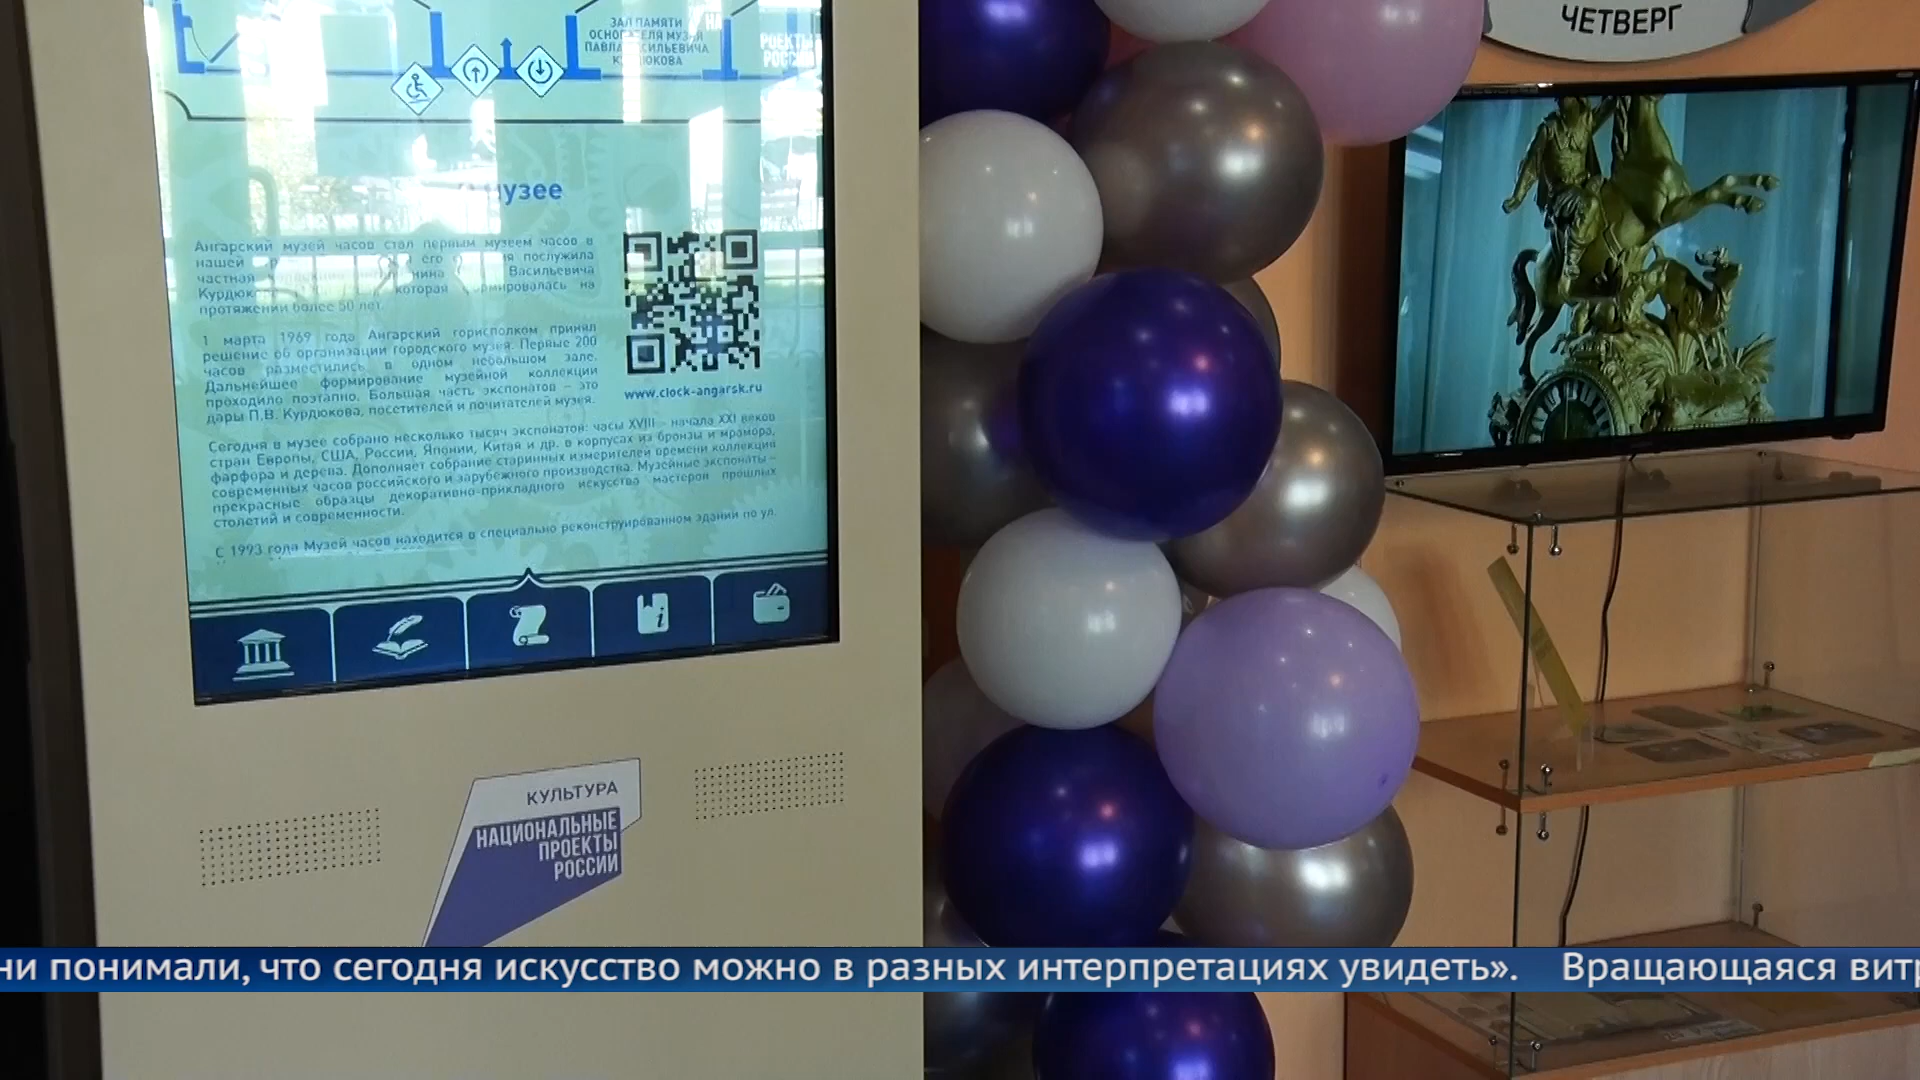 ЗАЛ ПАМЯТИ
ОСНОВАТЕЛЯ МУЗЕЯ
ПАВЛА ВАСИЛЬЕВИЧА
КУРДЮКОВА
НА
РОЕКТЫ
РОССИ
ЧЕТВЕРГ
музее
Ангарский музей часов стал первым музеем часов в
нашей его послужила
частная Васильевича
которая на
протяжении более 50 лет.
1 марта 1969 года Ангарский горисполком принял
решение об организации городского музея. Первые 200
часов разместились в одном небольшом зале.
Дальнейшее формирование музейной коллекции
проходило поэтапно. Большая часть экспонатов – это
дары П.В. Курдюкова, посетителей и почитателей музея.
www.clock-angarsk.ru
Сегодня в музее собрано несколько тысяч экспонатов: часы XVIII – начала XXI веков
стран Европы, США, России, Японии, Китая и др. в корпусах из бронзы и мрамора,
фарфора и дерева. Дополняет собрание старинных измерителей времени коллекция
современных часов российского и зарубежного производства. Музейные экспонаты –
прекрасные образцы декоративно-прикладного искусства мастеров прошлых
столетий и современности.
С 1993 года Музей часов находится в специально реконструированном здании по ул.
КУЛЬТУРА
НАЦИОНАЛЬНЫЕ
ПРОЕКТЫ
РОССИИ
ни понимали, что сегодня искусство можно в разных интерпретациях увидеть». Вращающаяся витр